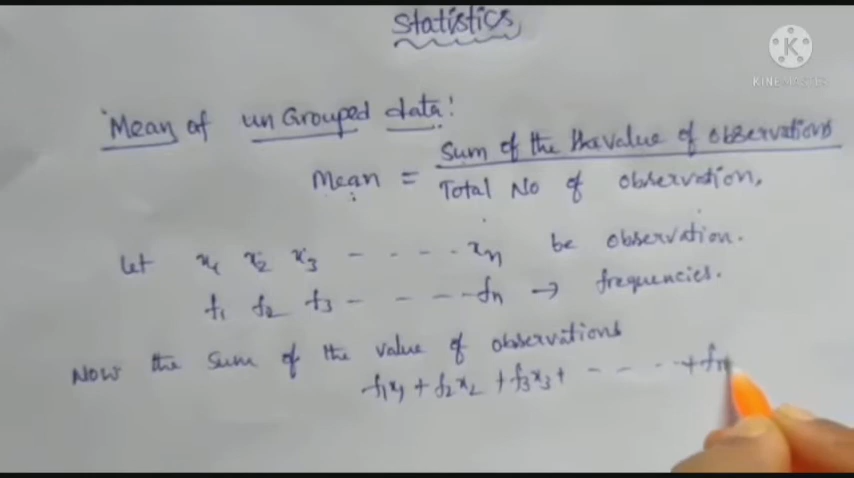 Statistics
KINEMASTER
Mean of un Grouped data:
Sum of the value of observations
Mean =
Total No of observation,
Let x1 x2 x3 - - - - - xn be observation.
f1 f2 f3 - - - - - fn → frequencies.
Now the sum of the value of observations
f1x1 + f2x2 + f3x3 + - - - - - + fn